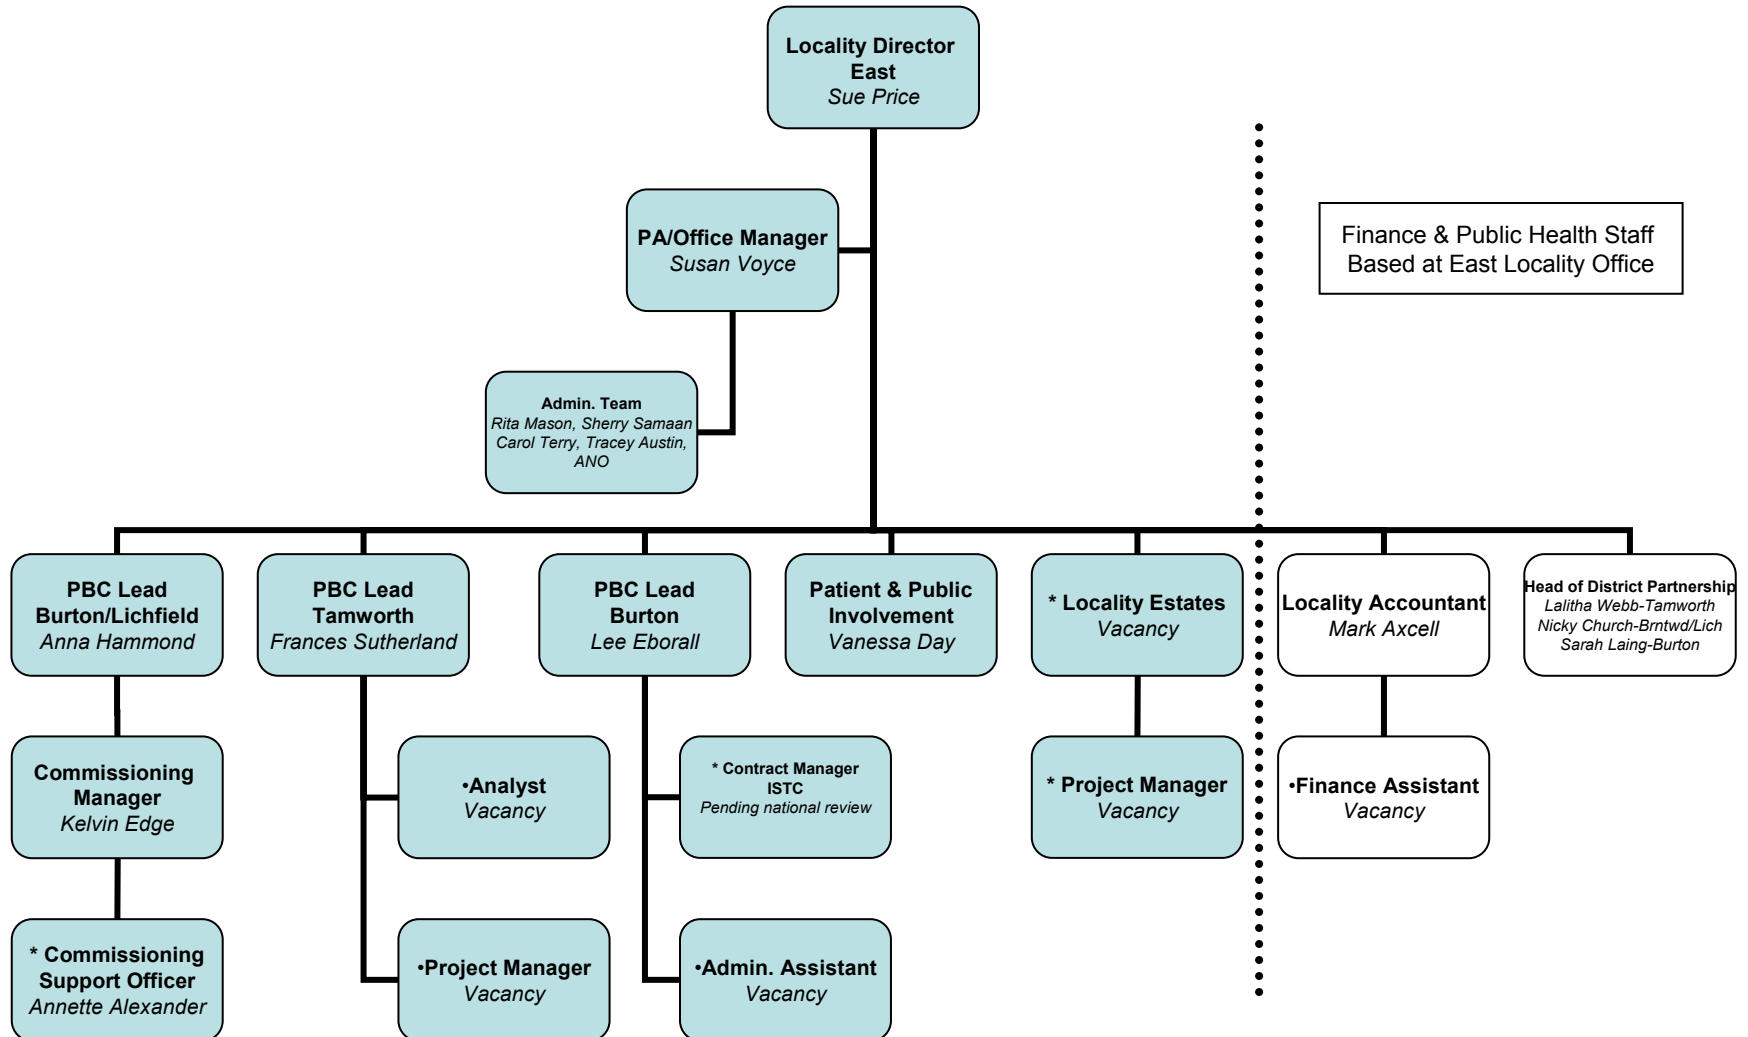 Locality Director
East
Sue Price
PA/Office Manager
Susan Voyce
Finance & Public Health Staff
Based at East Locality Office
Admin. Team
Rita Mason, Sherry Samaan
Carol Terry, Tracey Austin,
ANO
PBC Lead
Burton/Lichfield
Anna Hammond
PBC Lead
Tamworth
Frances Sutherland
PBC Lead
Burton
Lee Eborall
Patient & Public
Involvement
Vanessa Day
* Locality Estates
Vacancy
Locality Accountant
Mark Axcell
Head of District Partnership
Lalitha Webb-Tamworth
Nicky Church-Brntwd/Lich
Sarah Laing-Burton
Commissioning
Manager
Kelvin Edge
•Analyst
Vacancy
* Contract Manager
ISTC
Pending national review
* Project Manager
Vacancy
•Finance Assistant
Vacancy
* Commissioning
Support Officer
Annette Alexander
•Project Manager
Vacancy
•Admin. Assistant
Vacancy